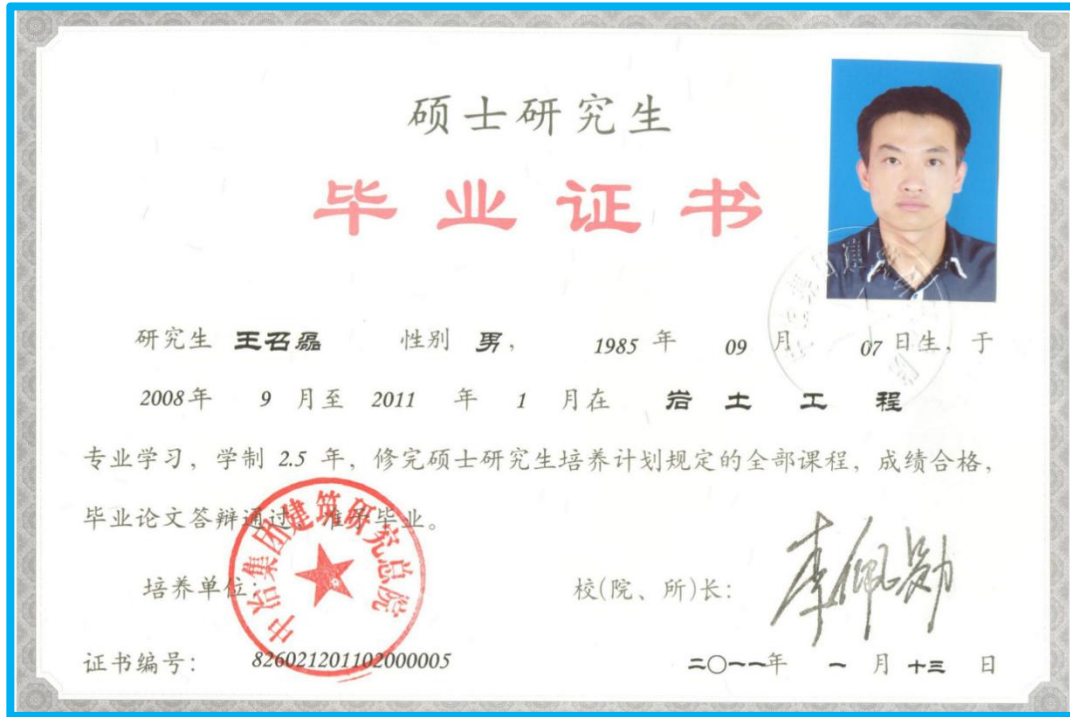 硕士研究生
毕业证书
研究生 王召磊 性别 男， 1985 年 09 月 07 日生，于
2008年 9 月至 2011 年 1 月在 岩土工程
专业学习，学制 2.5 年，修完硕士研究生培养计划规定的全部课程，成绩合格，
毕业论文答辩通过，准予毕业。
中冶集团建筑研究总院
培养单位： 校(院、所)长： 李佩勋
证书编号： 826021201102000005 二〇一一年 一 月 十三 日